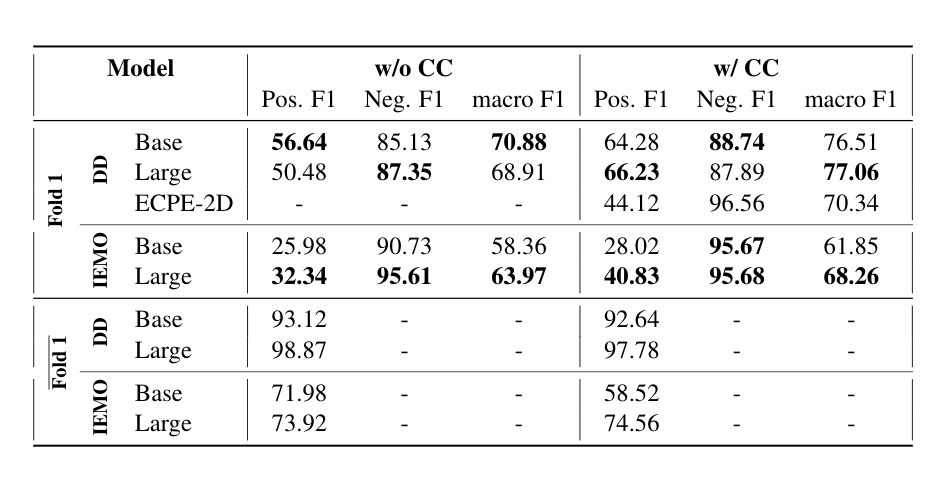 Model w/o CC w/ CC
Pos. F1 Neg. F1 macro F1 Pos. F1 Neg. F1 macro F1
Fold 1
DD
Base 56.64 85.13 70.88 64.28 88.74 76.51
Large 50.48 87.35 68.91 66.23 87.89 77.06
ECPE-2D - - - 44.12 96.56 70.34
IEMO
Base 25.98 90.73 58.36 28.02 95.67 61.85
Large 32.34 95.61 63.97 40.83 95.68 68.26
Fold 1
DD
Base 93.12 - - 92.64 - -
Large 98.87 - - 97.78 - -
IEMO
Base 71.98 - - 58.52 - -
Large 73.92 - - 74.56 - -